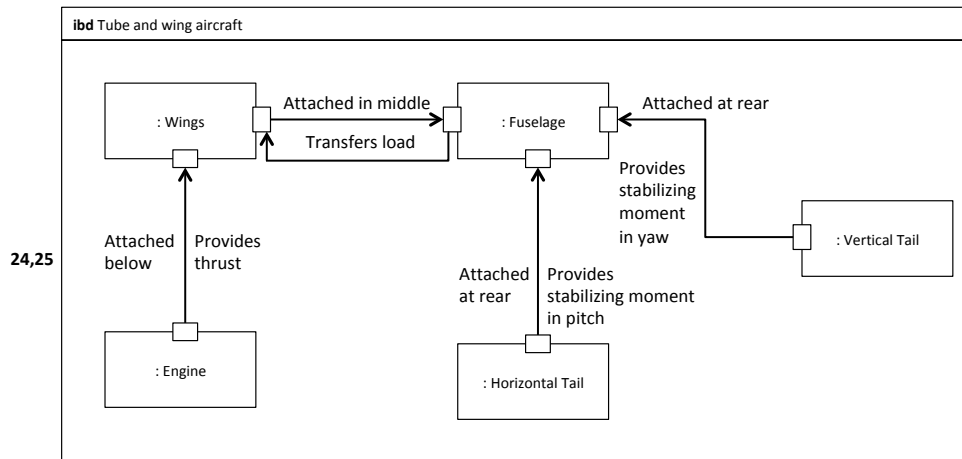 ibd Tube and wing aircraft
: Wings
Attached in middle
Transfers load
: Fuselage
Attached at rear
Provides
stabilizing
moment
in yaw
: Vertical Tail
24,25
Attached
below
Provides
thrust
Attached
at rear
Provides
stabilizing moment
in pitch
: Engine
: Horizontal Tail